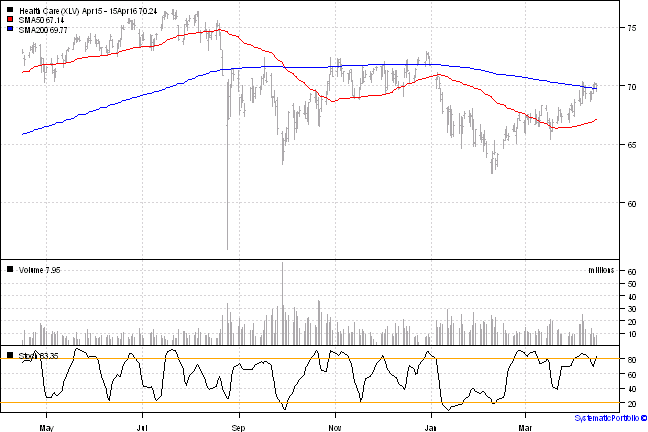 Health Care (XLV) Apr15 - 15Apr16 70.24
SMA50 67.14
SMA200 69.77
75
70
65
60
Volume 7.95
millions
60
50
40
30
20
10
Stoch 83.35
80
60
40
20
May Jul Sep Nov Jan Mar
SystematicPortfolio ©